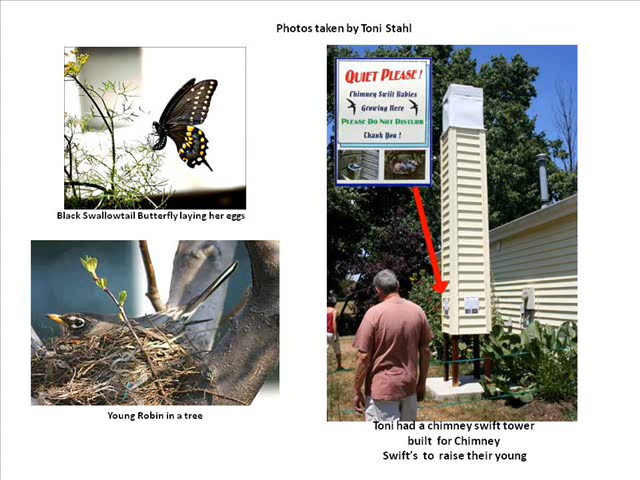 Photos taken by Toni Stahl
Black Swallowtail Butterfly laying her eggs
Young Robin in a tree
QUIET PLEASE!
Chimney Swift Babies
Growing Here
PLEASE DO NOT DISTURB
Thank You!
Toni had a chimney swift tower
built for Chimney
Swift's to raise their young